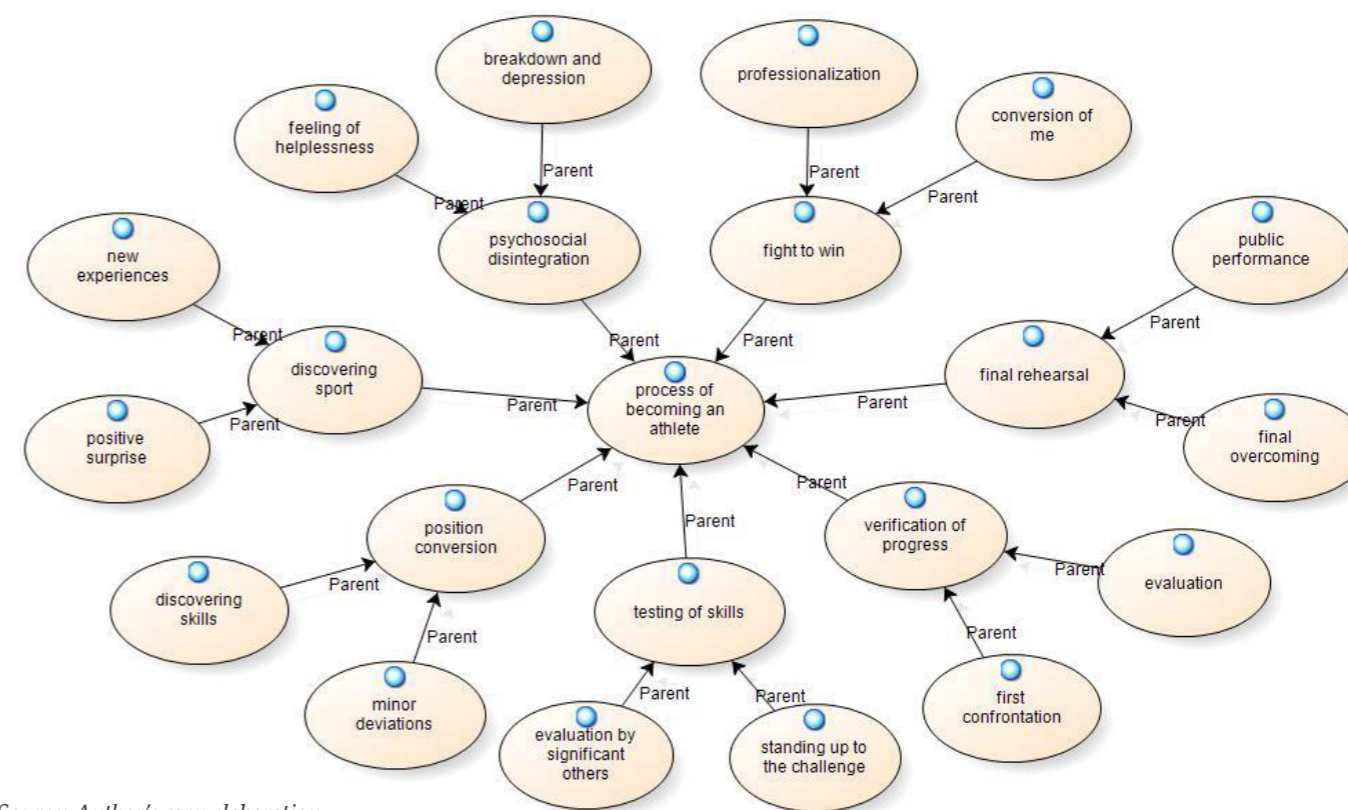 breakdown and
depression
professionalization
conversion of
me
feeling of
helplessness
Parent
Parent
Parent
Parent
psychosocial
disintegration
fight to win
public
performance
new
experiences
Parent
Parent
Parent
Parent
discovering
sport
process of
becoming an
athlete
final rehearsal
Parent
Parent
Parent
Parent
positive
surprise
final
overcoming
Parent
Parent
position
conversion
verification of
progress
Parent
Parent
Parent
discovering
skills
testing of skills
evaluation
Parent
Parent
minor
deviations
Parent
Parent
first
confrontation
evaluation by
significant
others
standing up to
the challenge
Author's own elaboration